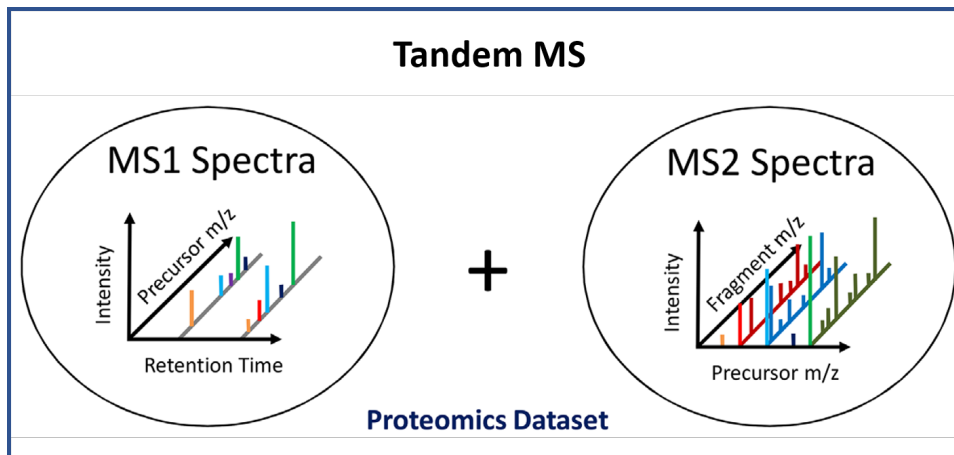 Tandem MS
MS1 Spectra
Intensity
Precursor m/z
Retention Time
+
MS2 Spectra
Intensity
Fragment m/z
Precursor m/z
Proteomics Dataset